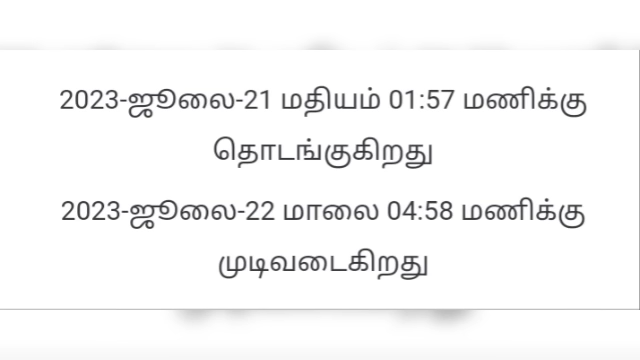 2023-ஜூலை-21 மதியம் 01:57 மணிக்கு
தொடங்குகிறது
2023-ஜூலை-22 மாலை 04:58 மணிக்கு
முடிவடைகிறது